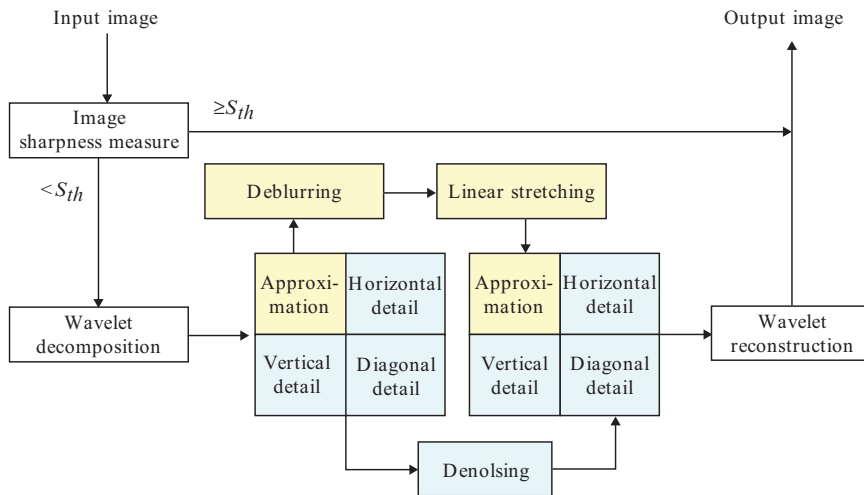 Input image
Output image
Image
sharpness measure
≥S_th
<S_th
Deblurring
Linear stretching
Approxi-
mation
Horizontal
detail
Vertical
detail
Diagonal
detail
Approxi-
mation
Horizontal
detail
Vertical
detail
Diagonal
detail
Wavelet
decomposition
Wavelet
reconstruction
Denolsing